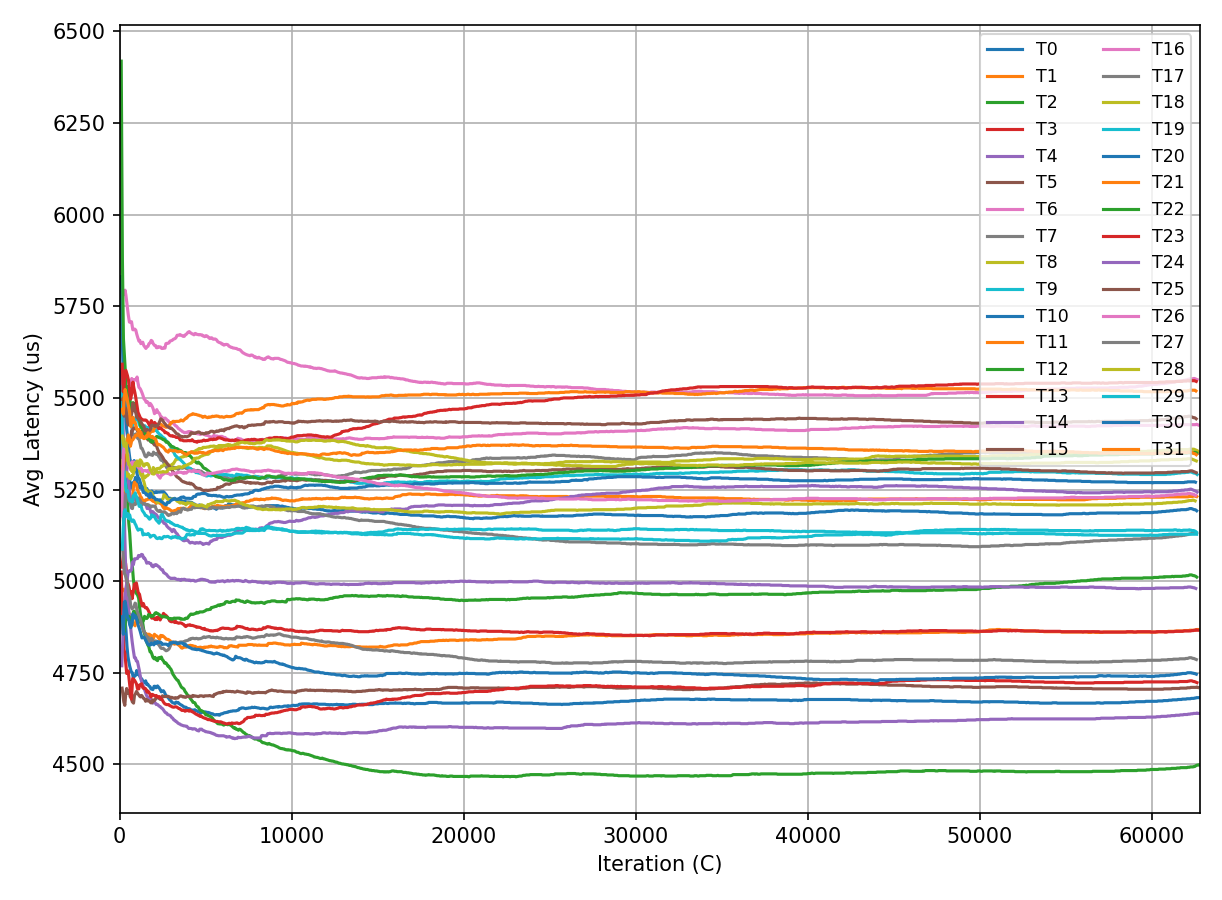 6500
6250
6000
5750
5500
5250
5000
4750
4500
Avg Latency (us)
0 10000 20000 30000 40000 50000 60000
Iteration (C)
T0 T16
T1 T17
T2 T18
T3 T19
T4 T20
T5 T21
T6 T22
T7 T23
T8 T24
T9 T25
T10 T26
T11 T27
T12 T28
T13 T29
T14 T30
T15 T31